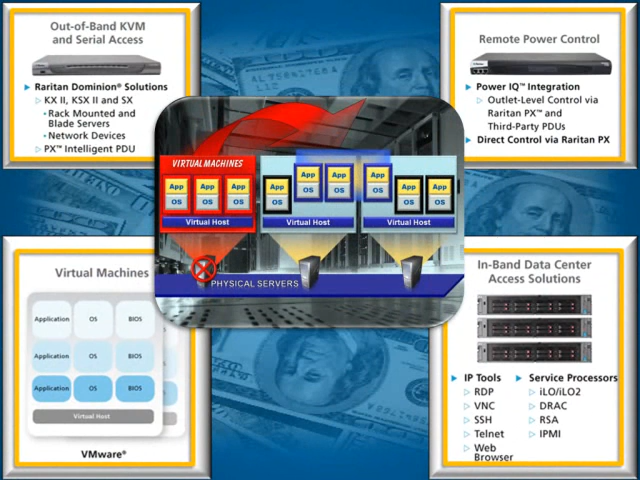 Out-of-Band KVM
and Serial Access
Raritan Dominion® Solutions
KX II, KSX II and SX
Rack Mounted and
Blade Servers
Network Devices
PX™ Intelligent PDU
Remote Power Control
Power IQ™ Integration
Outlet-Level Control via
Raritan PX™ and
Third-Party PDUs
Direct Control via Raritan PX
VIRTUAL MACHINES
App App App
OS OS OS
Virtual Host
App App App
OS OS OS
Virtual Host
App App App
OS OS OS
Virtual Host
PHYSICAL SERVERS
Virtual Machines
Application OS BIOS
Application OS BIOS
Application OS BIOS
Virtual Host
VMware®
In-Band Data Center
Access Solutions
IP Tools
RDP
VNC
SSH
Telnet
Web
Browser
Service Processors
iLO/iLO2
DRAC
RSA
IPMI